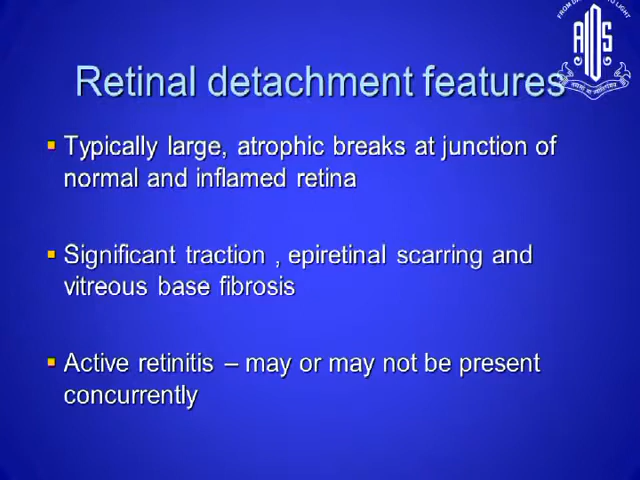 Retinal detachment features
Typically large, atrophic breaks at junction of
normal and inflamed retina
Significant traction , epiretinal scarring and
vitreous base fibrosis
Active retinitis – may or may not be present
concurrently